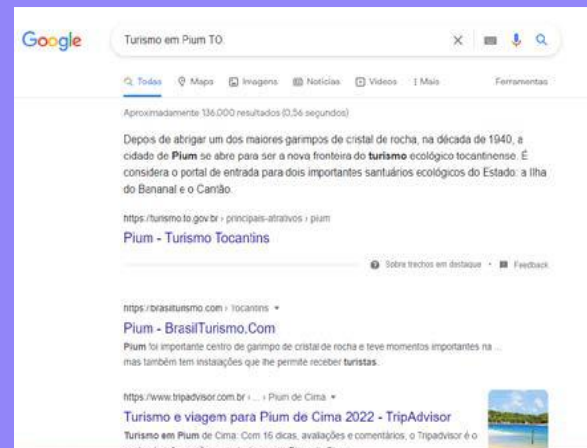 Google
Turismo em Pium TO
Todas Maps Imagens Notícias Vídeos Mais Ferramentas
Aproximadamente 136.000 resultados (0,56 segundos)
Depois de abrigar um dos maiores garimpos de cristal de rocha, na década de 1940, a
cidade de Pium se abre para ser a nova fronteira do turismo ecológico tocantinense. É
considera o portal de entrada para dois importantes santuários ecológicos do Estado: a Ilha
do Bananal e o Cantão.
https://turismo.to.gov.br › principais-atrativos › pium
Pium - Turismo Tocantins
Sobre trechos em destaque • Feedback
https://brasilturismo.com › Tocantins
Pium - BrasilTurismo.Com
Pium foi importante centro de garimpo de cristal de rocha e teve momentos importantes na ...
mas também tem instalações que lhe permite receber turistas.
https://www.tripadvisor.com.br › ... › Pium de Cima
Turismo e viagem para Pium de Cima 2022 - TripAdvisor
Turismo em Pium de Cima: Com 16 dicas, avaliações e comentários, o Tripadvisor é o